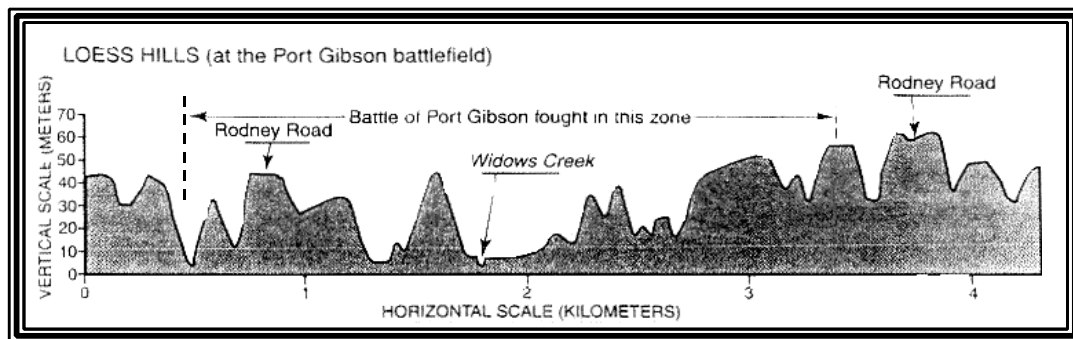 LOESS HILLS (at the Port Gibson battlefield)
Rodney Road
Battle of Port Gibson fought in this zone
Rodney Road
Widows Creek
VERTICAL SCALE (METERS)
70
60
50
40
30
20
10
0
0 1 2 3 4
HORIZONTAL SCALE (KILOMETERS)